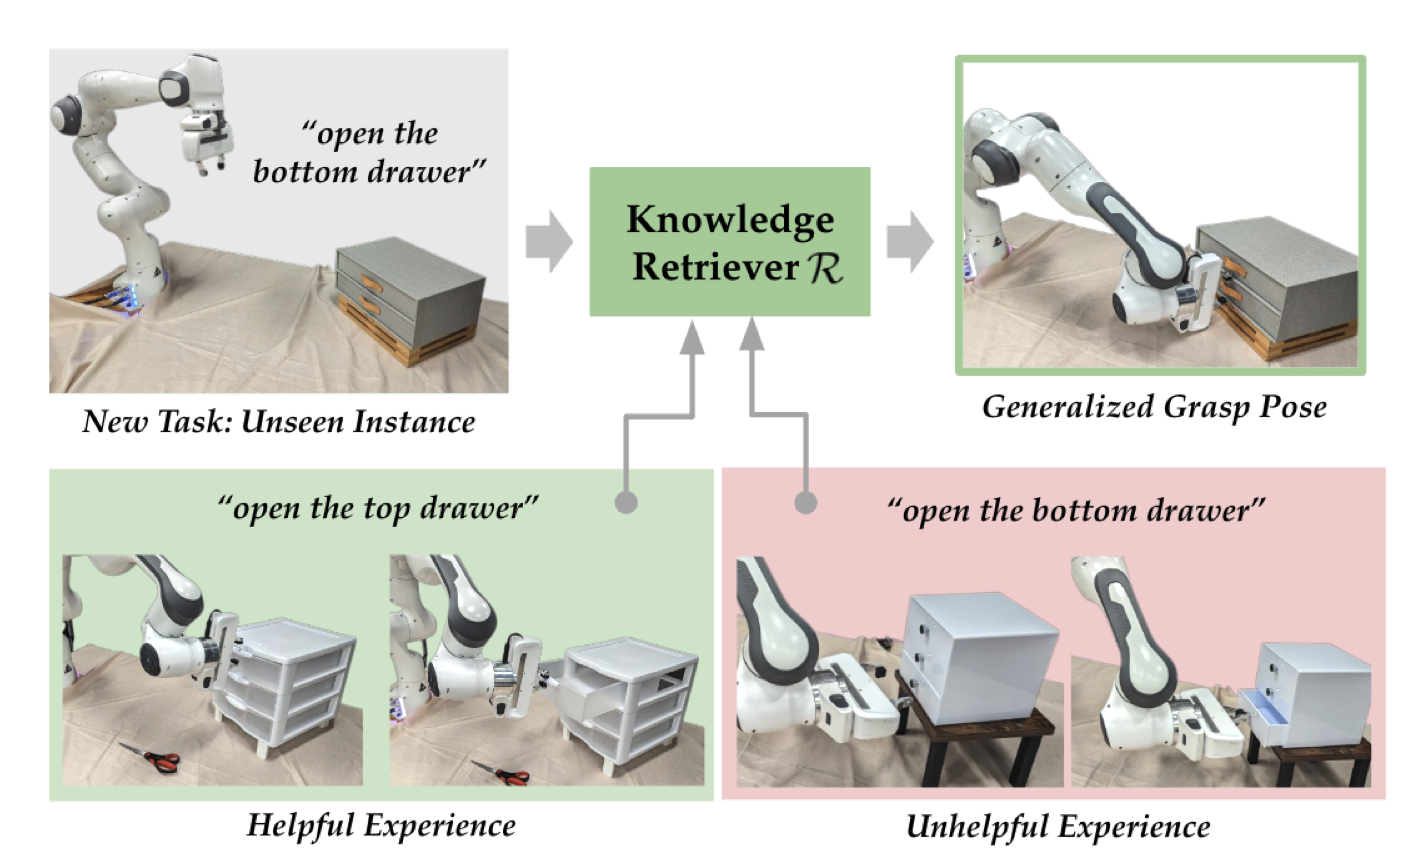 “open the
bottom drawer”
Knowledge
Retriever ℛ
New Task: Unseen Instance
Generalized Grasp Pose
“open the top drawer”
“open the bottom drawer”
Helpful Experience
Unhelpful Experience